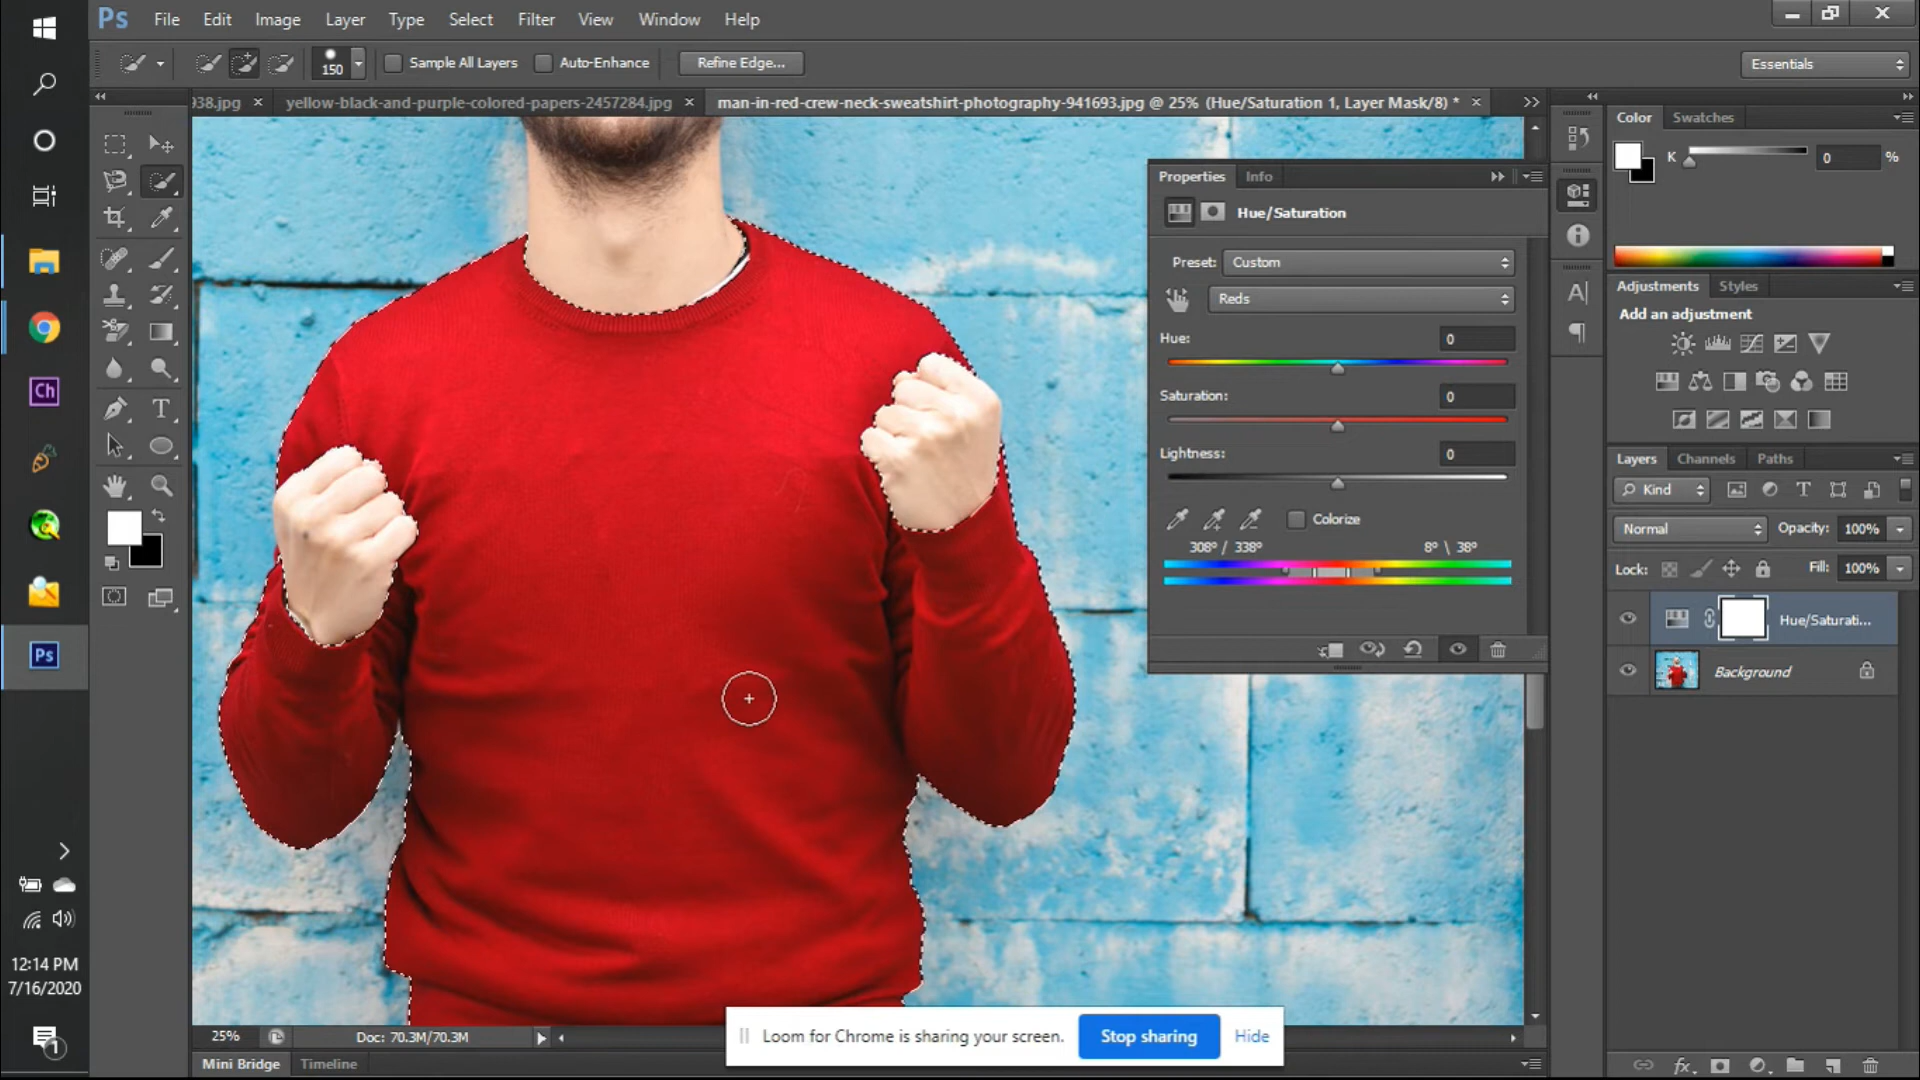 Ps File Edit Image Layer Type Select Filter View Window Help
150 Sample All Layers Auto-Enhance Refine Edge... Essentials
938.jpg × yellow-black-and-purple-colored-papers-2457284.jpg × man-in-red-crew-neck-sweatshirt-photography-941693.jpg @ 25% (Hue/Saturation 1, Layer Mask/8) * ×
Color Swatches
K 0 %
Properties Info
Hue/Saturation
Preset: Custom
Reds
Hue: 0
Saturation: 0
Lightness: 0
Colorize
308°/ 338° 8° \ 38°
Adjustments Styles
Add an adjustment
Layers Channels Paths
Kind
Normal Opacity: 100%
Lock: Fill: 100%
Hue/Saturati...
Background
Ch
Ps
12:14 PM
7/16/2020
1
25% Doc: 70.3M/70.3M
Loom for Chrome is sharing your screen. Stop sharing Hide
Mini Bridge Timeline